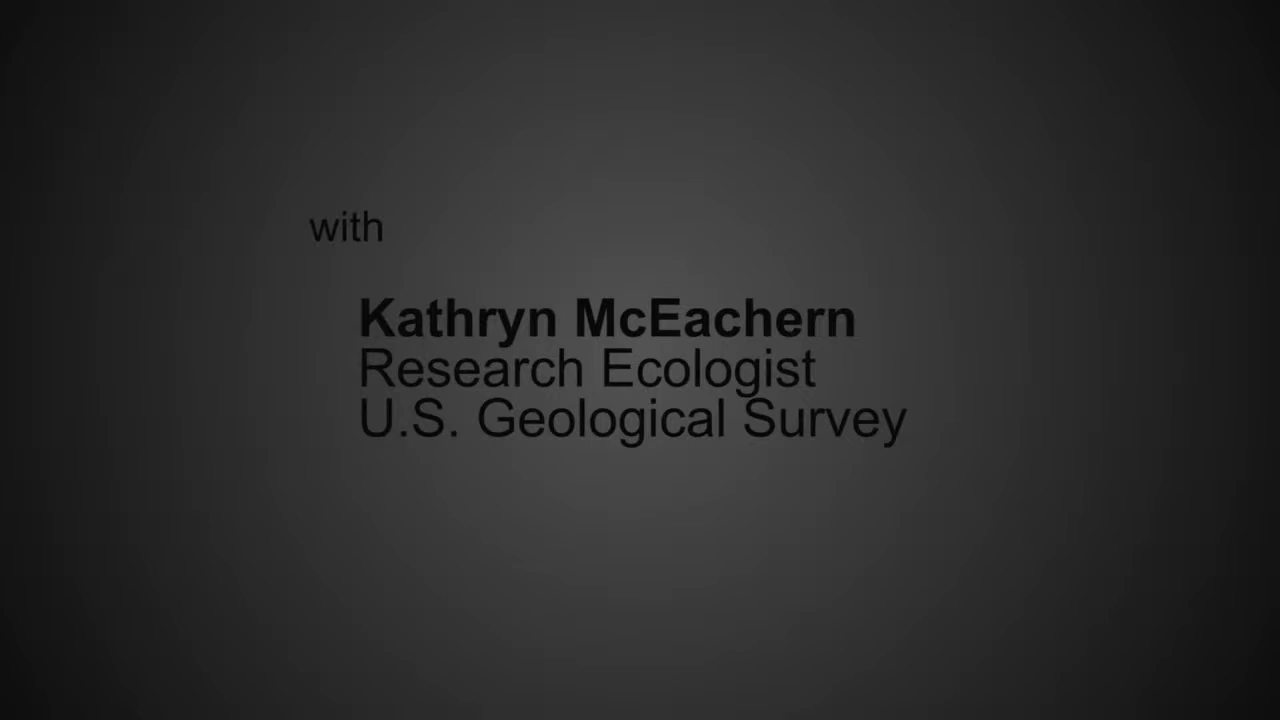 with
Kathryn McEachern
Research Ecologist
U.S. Geological Survey